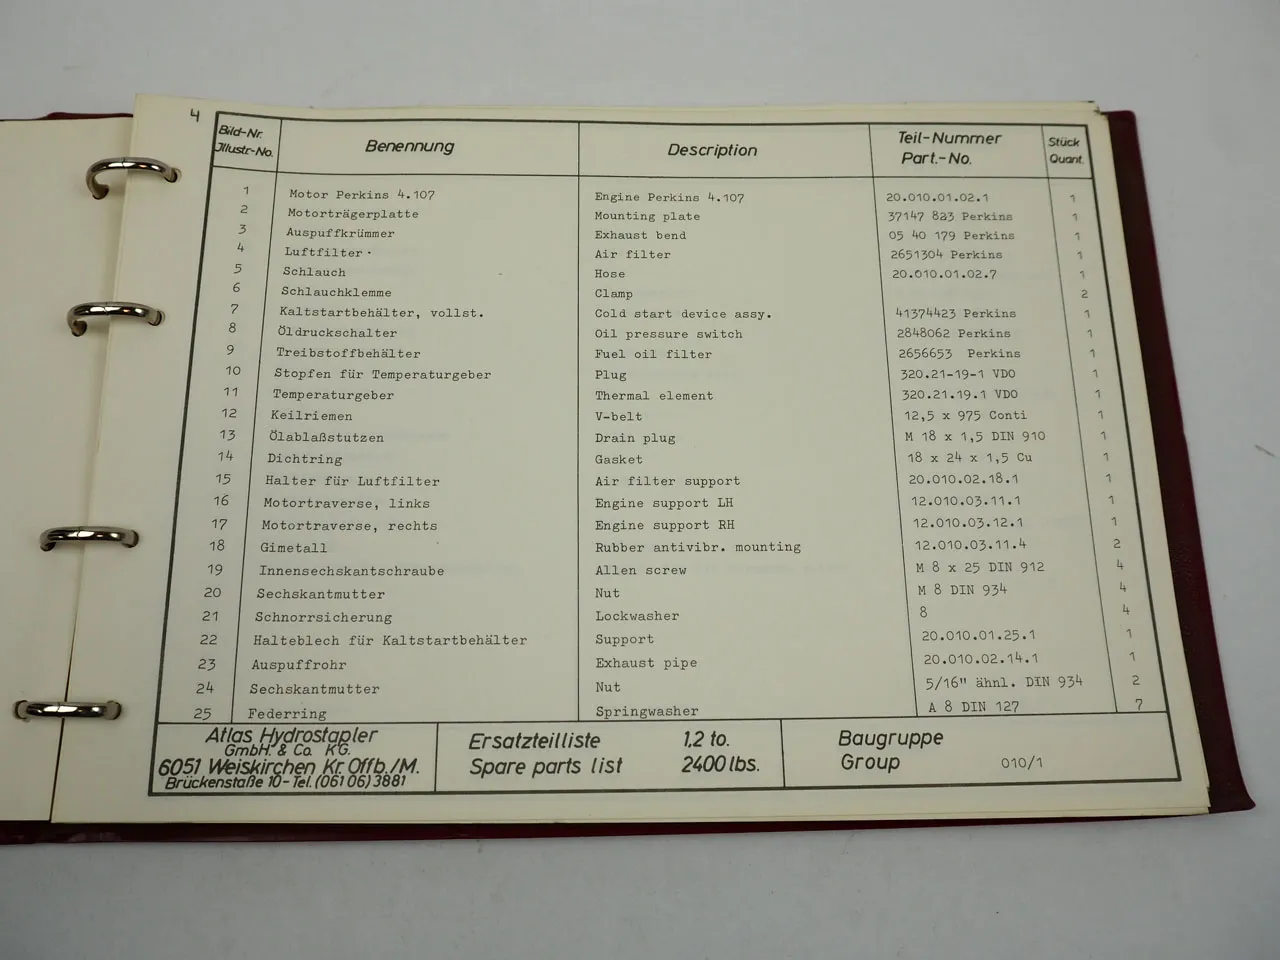 4
Bild-Nr. Illustr-No. Benennung Description Teil-Nummer Part.-No. Stück Quant.
1 Motor Perkins 4.107 Engine Perkins 4.107 20.010.01.02.1 1
2 Motorträgerplatte Mounting plate 37147 823 Perkins 1
3 Auspuffkrümmer Exhaust bend 05 40 179 Perkins 1
4 Luftfilter Air filter 2651304 Perkins 1
5 Schlauch Hose 20.010.01.02.7 1
6 Schlauchklemme Clamp 2
7 Kaltstartbehälter, vollst. Cold start device assy. 41374423 Perkins 1
8 Öldruckschalter Oil pressure switch 2848062 Perkins 1
9 Treibstoffbehälter Fuel oil filter 2656653 Perkins 1
10 Stopfen für Temperaturgeber Plug 320.21-19-1 VDO 1
11 Temperaturgeber Thermal element 320.21.19.1 VDO 1
12 Keilriemen V-belt 12,5 x 975 Conti 1
13 Ölablaßstutzen Drain plug M 18 x 1,5 DIN 910 1
14 Dichtring Gasket 18 x 24 x 1,5 Cu 1
15 Halter für Luftfilter Air filter support 20.010.02.18.1 1
16 Motortraverse, links Engine support LH 12.010.03.11.1 1
17 Motortraverse, rechts Engine support RH 12.010.03.12.1 1
18 Gimetall Rubber antivibr. mounting 12.010.03.11.4 2
19 Innensechskantschraube Allen screw M 8 x 25 DIN 912 4
20 Sechskantmutter Nut M 8 DIN 934 4
21 Schnorrsicherung Lockwasher 8 4
22 Halteblech für Kaltstartbehälter Support 20.010.01.25.1 1
23 Auspuffrohr Exhaust pipe 20.010.02.14.1 1
24 Sechskantmutter Nut 5/16" ähnl. DIN 934 2
25 Federring Springwasher A 8 DIN 127 7
Atlas Hydrostapler
GmbH. & Co. KG.
6051 Weiskirchen Kr. Offb./M.
Brückenstaße 10-Tel. (06106) 3881
Ersatzteilliste 1,2 to.
Spare parts list 2400 lbs.
Baugruppe
Group 010/1